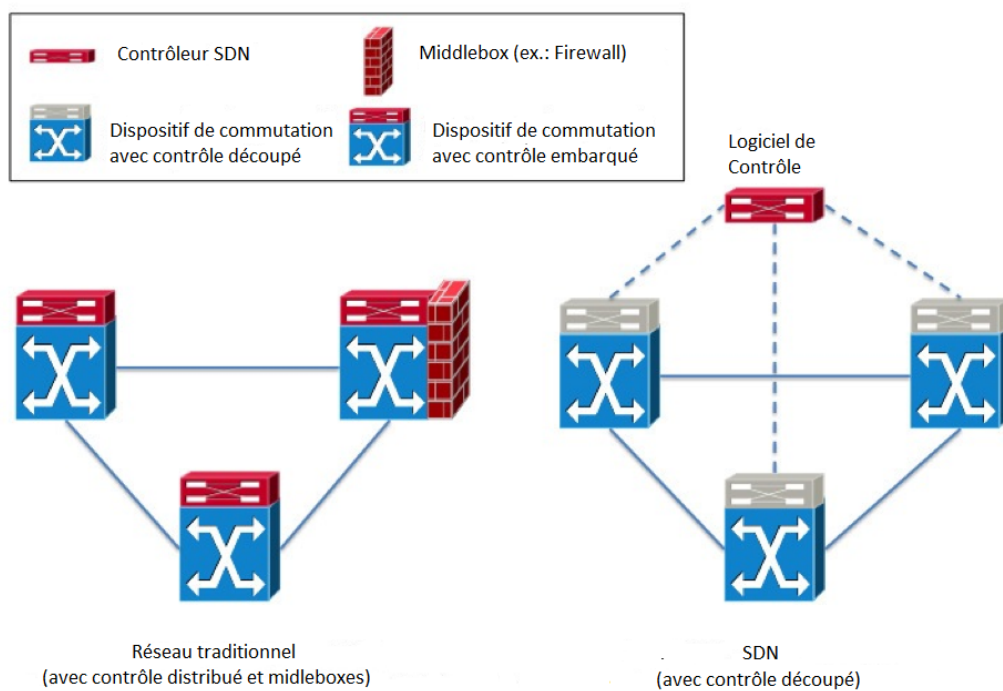 Contrôleur SDN
Middlebox (ex.: Firewall)
Dispositif de commutation
avec contrôle découpé
Dispositif de commutation
avec contrôle embarqué
Logiciel de
Contrôle
Réseau traditionnel
(avec contrôle distribué et midleboxes)
SDN
(avec contrôle découpé)